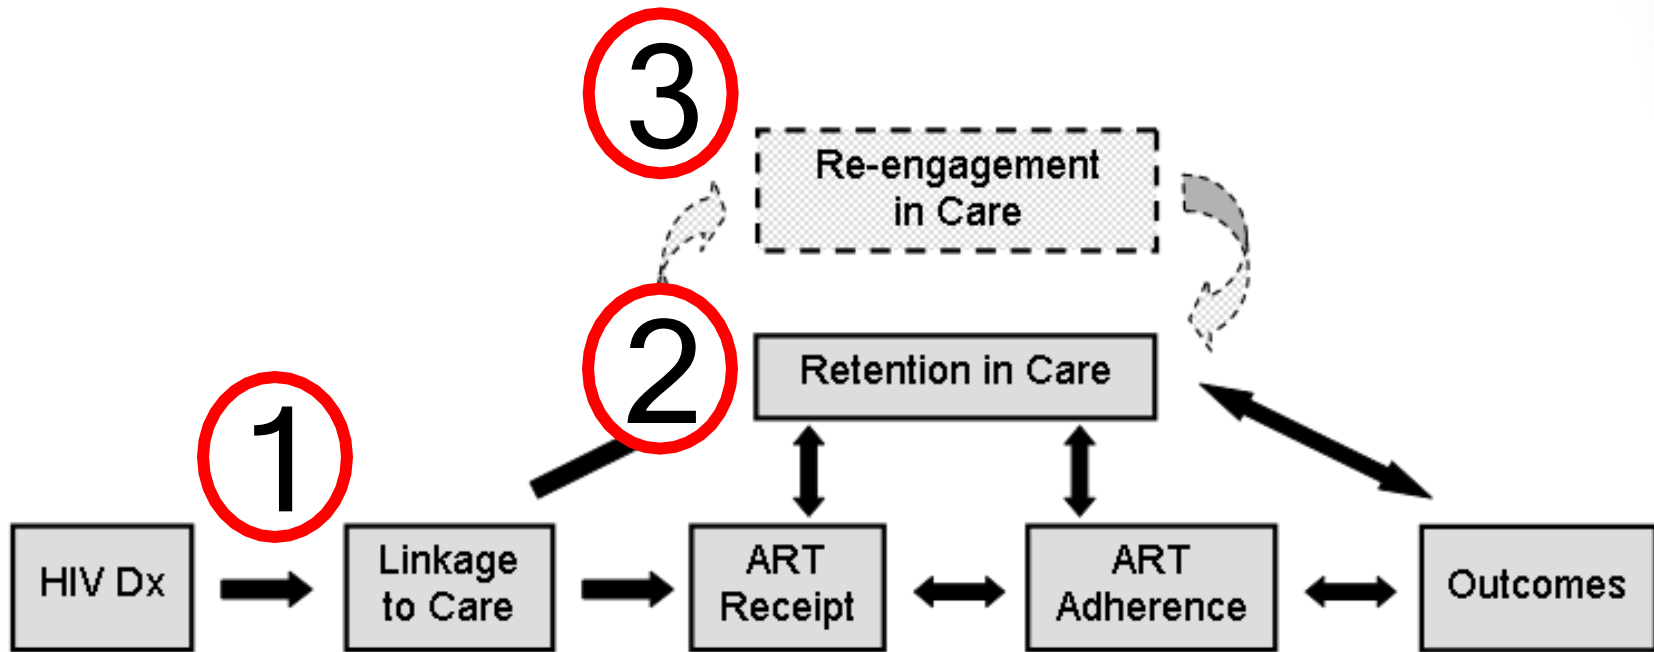 3
Re-engagement
in Care
2
Retention in Care
1
HIV Dx
Linkage
to Care
ART
Receipt
ART
Adherence
Outcomes